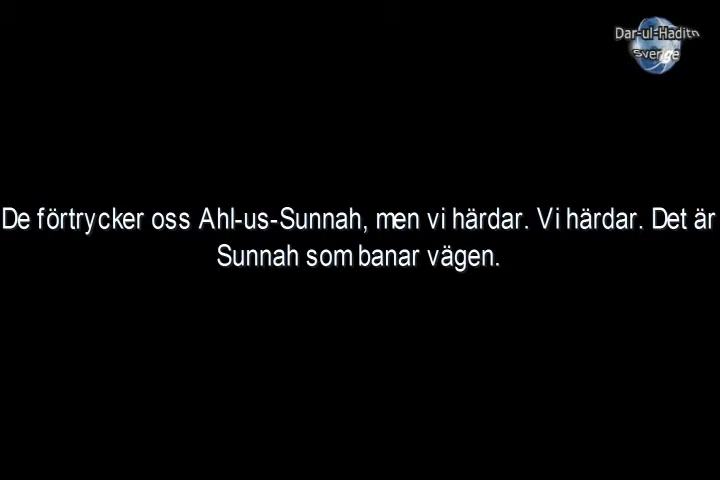 Dar-ul-Hadith
Sverige
De förtrycker oss Ahl-us-Sunnah, men vi härdar. Vi härdar. Det är
Sunnah som banar vägen.